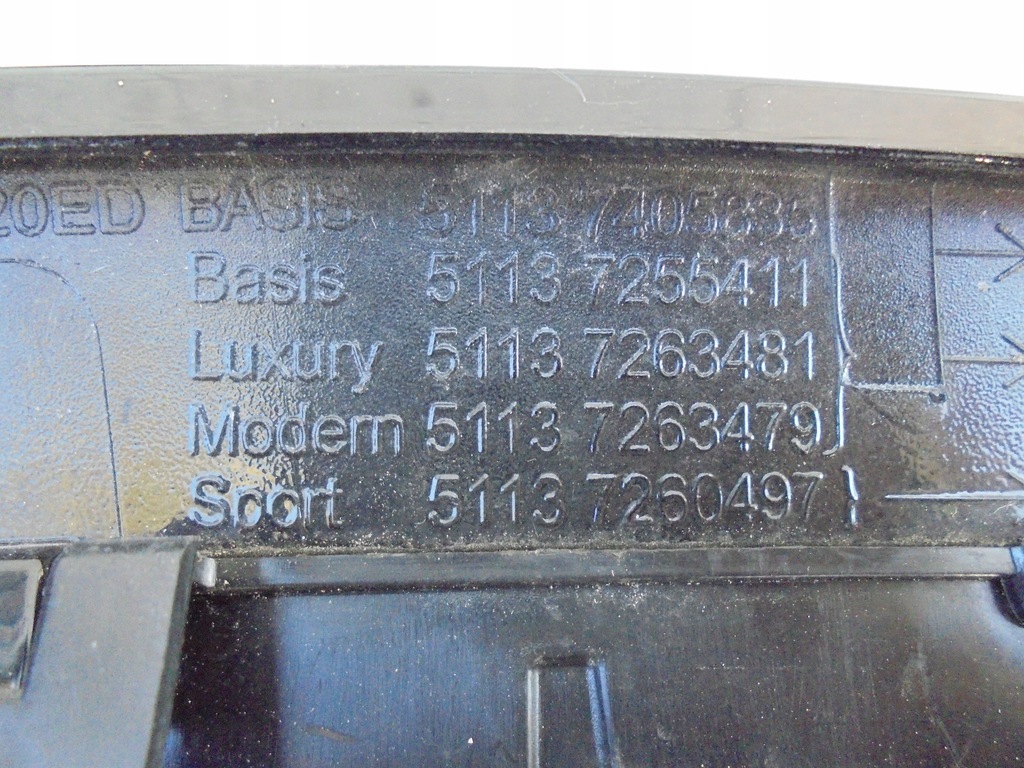 20ED BASIS 5113 7405835
Basis 5113 7255411
Luxury 5113 7263481
Modern 5113 7263479
Sport 5113 7260497